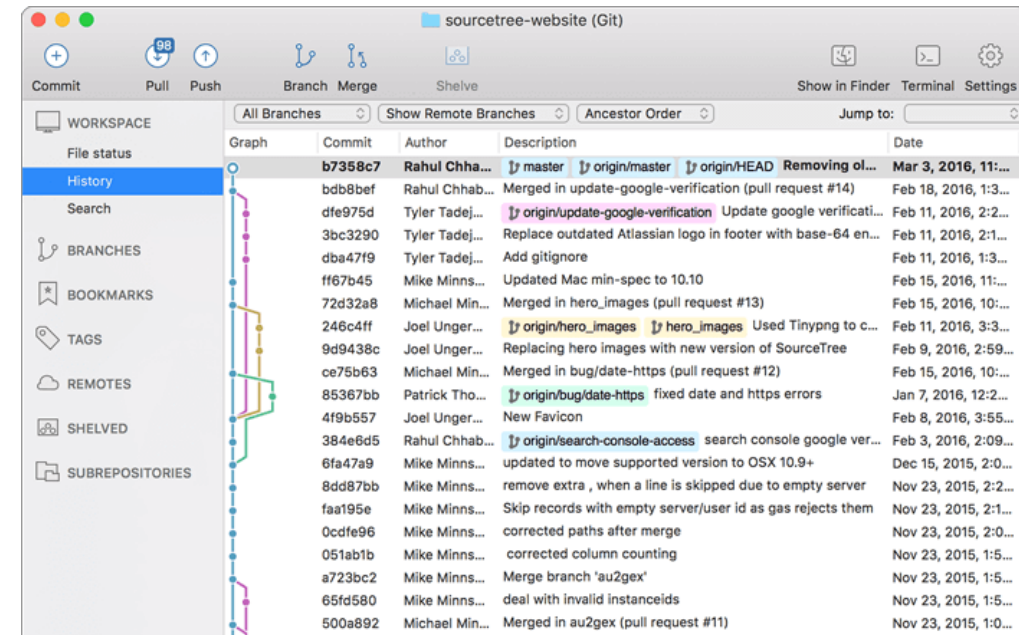 sourcetree-website (Git)
98
Commit Pull Push Branch Merge Shelve Show in Finder Terminal Settings
All Branches Show Remote Branches Ancestor Order Jump to:
WORKSPACE
File status
History
Search
BRANCHES
BOOKMARKS
TAGS
REMOTES
SHELVED
SUBREPOSITORIES
Graph Commit Author Description Date
b7358c7 Rahul Chha... master origin/master origin/HEAD Removing ol... Mar 3, 2016, 11:...
bdb8bef Rahul Chhab... Merged in update-google-verification (pull request #14) Feb 18, 2016, 1:3...
dfe975d Tyler Tadej... origin/update-google-verification Update google verificati... Feb 11, 2016, 2:2...
3bc3290 Tyler Tadej... Replace outdated Atlassian logo in footer with base-64 en... Feb 11, 2016, 2:1...
dba47f9 Tyler Tadej... Add gitignore Feb 11, 2016, 1:3...
ff67b45 Mike Minns... Updated Mac min-spec to 10.10 Feb 15, 2016, 11:...
72d32a8 Michael Min... Merged in hero_images (pull request #13) Feb 15, 2016, 10:...
246c4ff Joel Unger... origin/hero_images hero_images Used Tinypng to c... Feb 11, 2016, 3:3...
9d9438c Joel Unger... Replacing hero images with new version of SourceTree Feb 9, 2016, 2:59...
ce75b63 Michael Min... Merged in bug/date-https (pull request #12) Feb 15, 2016, 10:...
85367bb Patrick Tho... origin/bug/date-https fixed date and https errors Jan 7, 2016, 12:2...
4f9b557 Joel Unger... New Favicon Feb 8, 2016, 3:55...
384e6d5 Rahul Chhab... origin/search-console-access search console google ver... Feb 3, 2016, 2:09...
6fa47a9 Mike Minns... updated to move supported version to OSX 10.9+ Dec 15, 2015, 2:0...
8dd87bb Mike Minns... remove extra , when a line is skipped due to empty server Nov 23, 2015, 2:2...
faa195e Mike Minns... Skip records with empty server/user id as gas rejects them Nov 23, 2015, 2:1...
0cdfe96 Mike Minns... corrected paths after merge Nov 23, 2015, 2:0...
051ab1b Mike Minns... corrected column counting Nov 23, 2015, 1:5...
a723bc2 Mike Minns... Merge branch 'au2gex' Nov 23, 2015, 1:5...
65fd580 Mike Minns... deal with invalid instanceids Nov 23, 2015, 1:5...
500a892 Michael Min... Merged in au2gex (pull request #11) Nov 23, 2015, 1:0...